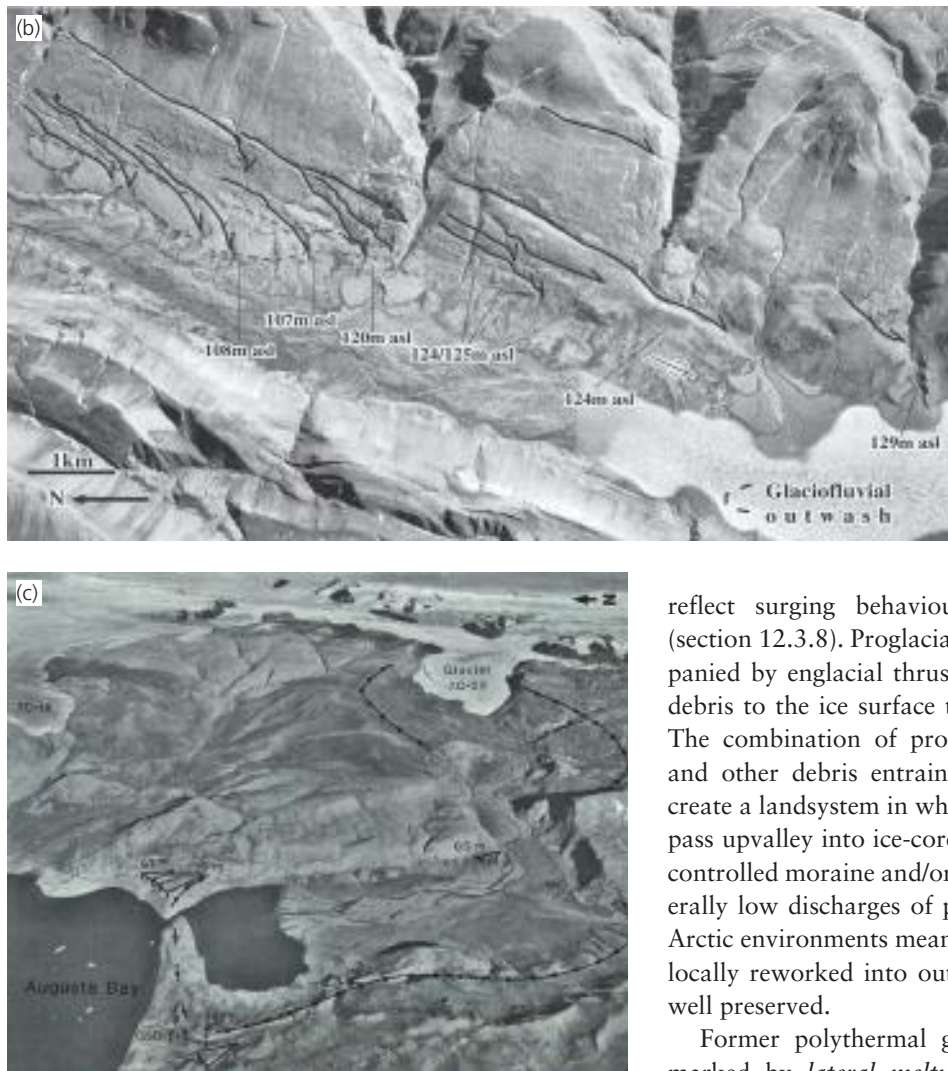 (b)
107m asl
108m asl
120m asl
124/125m asl
124m asl
129m asl
1km
N
Glaciofluvial
outwash
(c)
N
Glacier
Augusta Bay
65m
reflect surging behaviou
(section 12.3.8). Proglacia
panied by englacial thrus
debris to the ice surface t
The combination of pro
and other debris entrain
create a landsystem in wh
pass upvalley into ice-cor
controlled moraine and/or
erally low discharges of p
Arctic environments mean
locally reworked into out
well preserved.
Former polythermal g
marked by lateral meltw